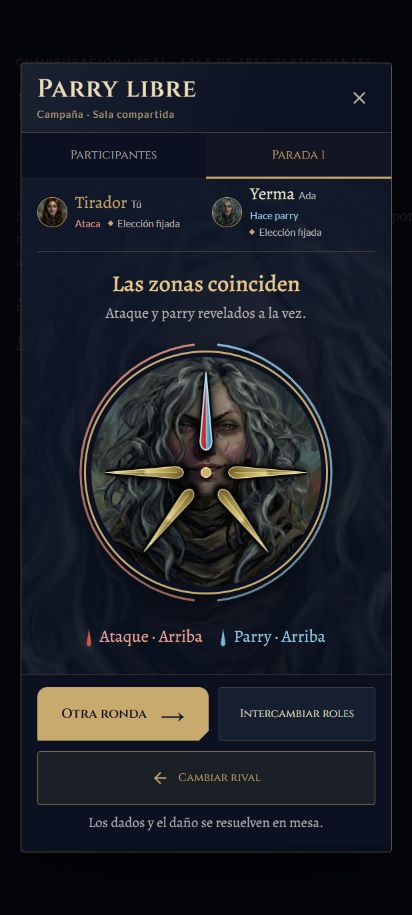 Parry libre
Campaña · Sala compartida
Participantes
Parada 1
Tirador Tú
Ataca ◆ Elección fijada
Yerma Ada
Hace parry
◆ Elección fijada
Las zonas coinciden
Ataque y parry revelados a la vez.
Ataque · Arriba
Parry · Arriba
Otra ronda →
Intercambiar roles
← Cambiar rival
Los dados y el daño se resuelven en mesa.